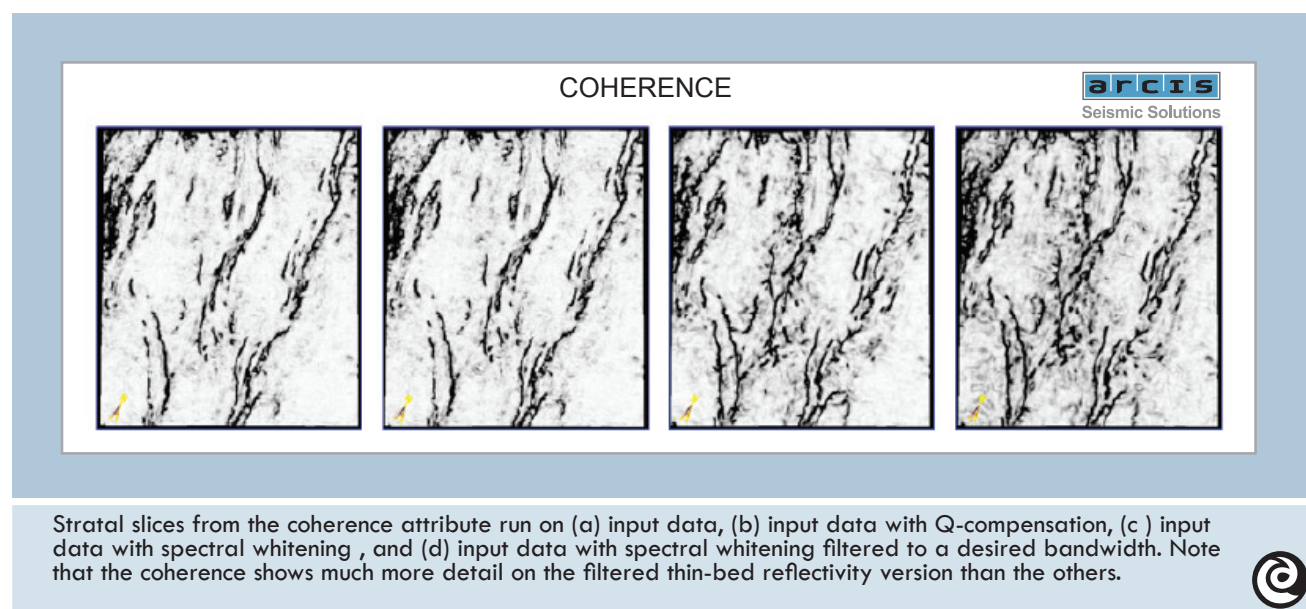 COHERENCE
arcis
Seismic Solutions
Stratal slices from the coherence attribute run on (a) input data, (b) input data with Q-compensation, (c ) input
data with spectral whitening , and (d) input data with spectral whitening filtered to a desired bandwidth. Note
that the coherence shows much more detail on the filtered thin-bed reflectivity version than the others.